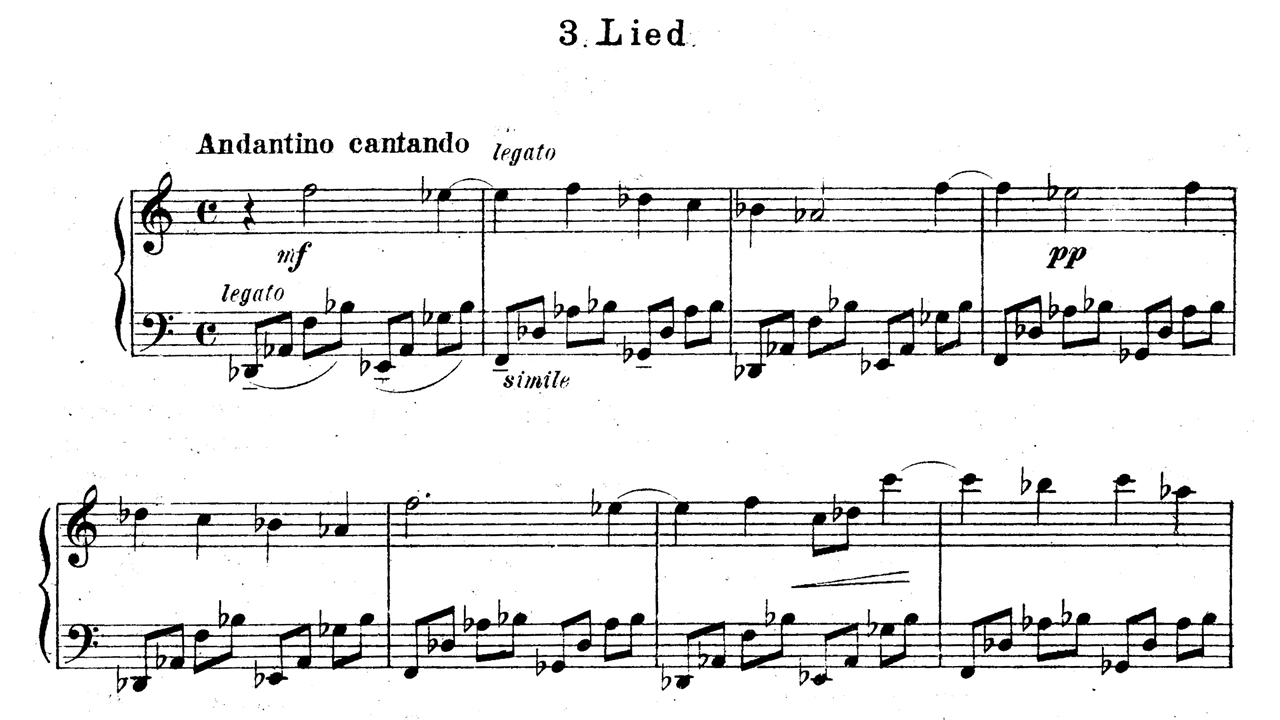 3. Lied
Andantino cantando
legato
mf
pp
legato
simile